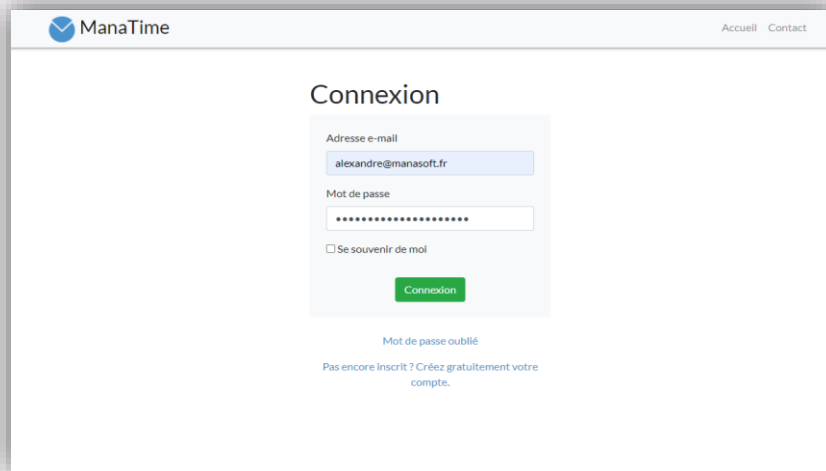 ManaTime
Accueil Contact
Connexion
Adresse e-mail
alexandre@manasoft.fr
Mot de passe
•••••••••••••••••••••
Se souvenir de moi
Connexion
Mot de passe oublié
Pas encore inscrit ? Créez gratuitement votre
compte.